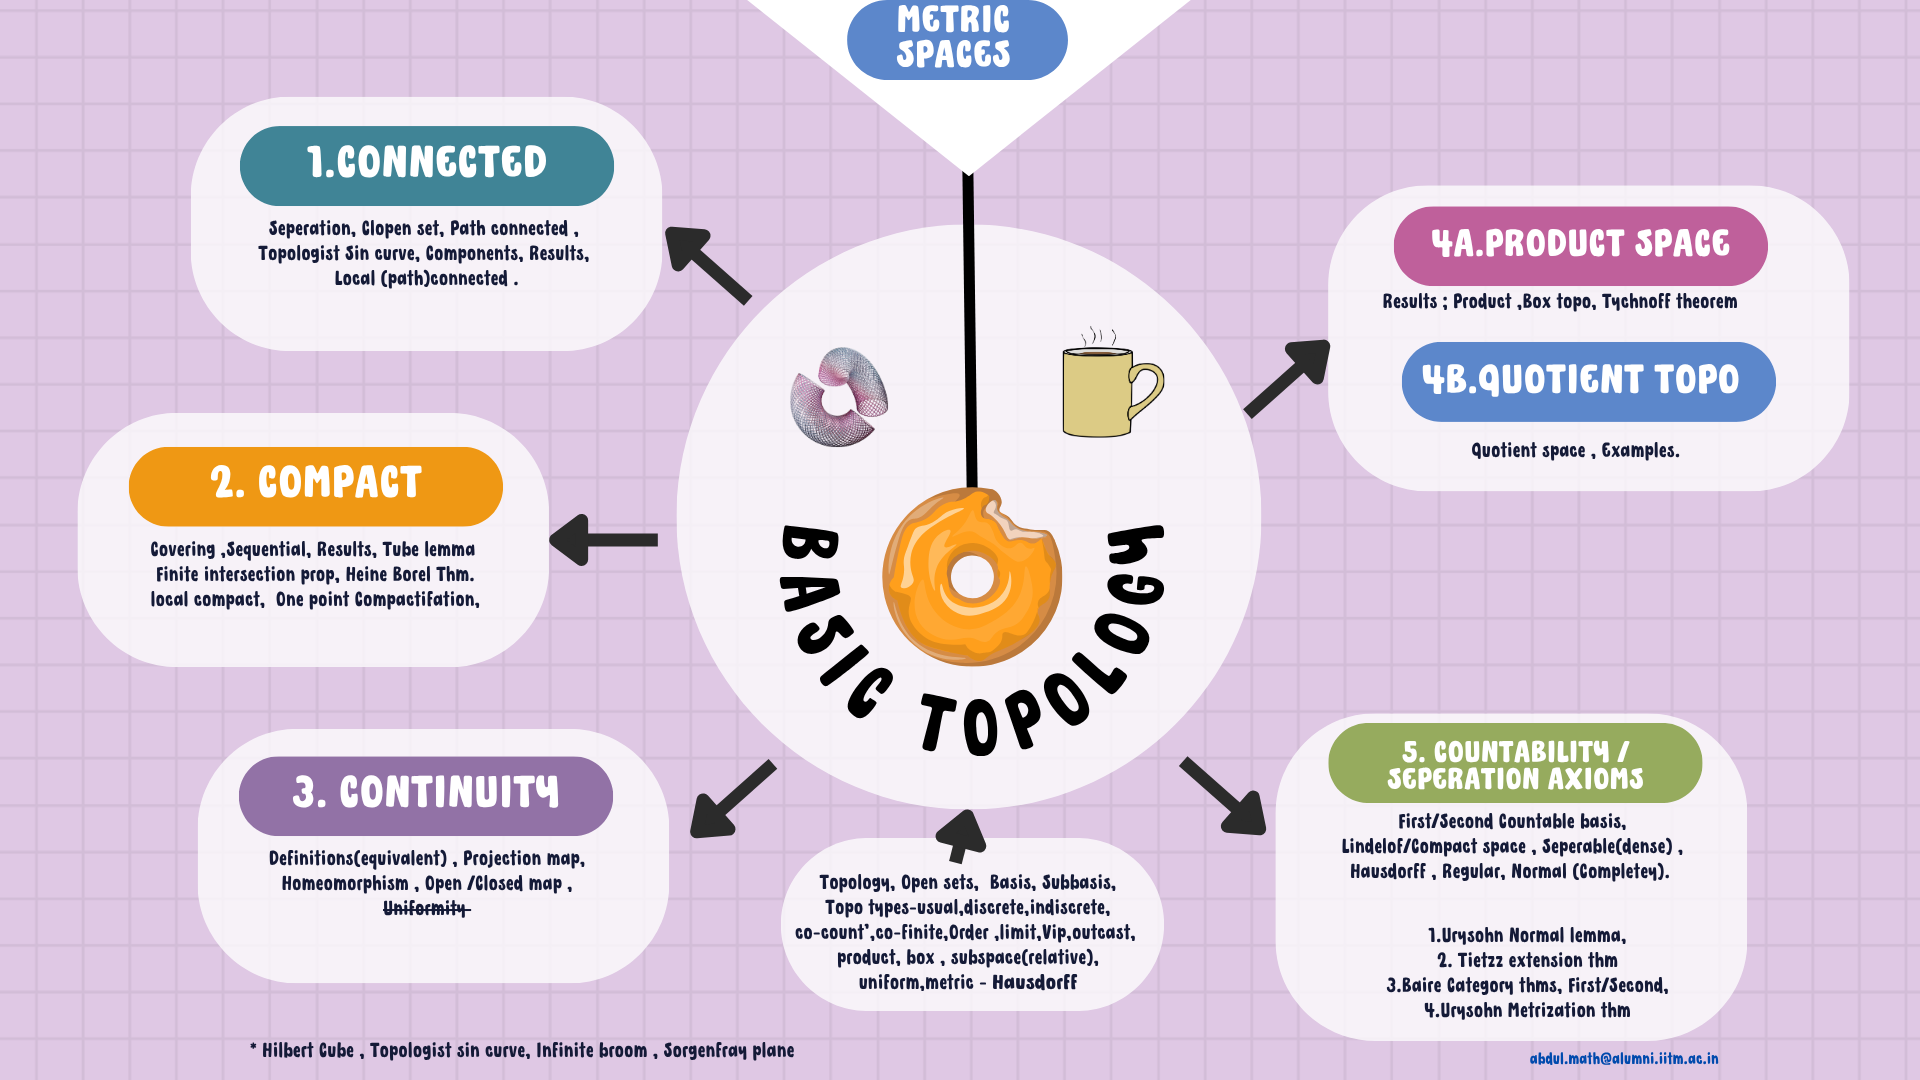 METRIC
SPACES
1.CONNECTED
Seperation, Clopen set, Path connected ,
Topologist Sin curve, Components, Results,
Local (path)connected .
2. COMPACT
Covering ,Sequential, Results, Tube lemma
Finite intersection prop, Heine Borel Thm.
local compact,  One point Compactifation,
3. CONTINUITY
Definitions(equivalent) , Projection map,
Homeomorphism , Open /Closed map ,
Uniformity
BASIC TOPOLOGY
Topology, Open sets,  Basis, Subbasis,
Topo types-usual,discrete,indiscrete,
co-count',co-finite,Order ,limit,Vip,outcast,
product, box , subspace(relative),
uniform,metric - Hausdorff
4A.PRODUCT SPACE
Results ; Product ,Box topo, Tychnoff theorem
4B.QUOTIENT TOPO
Quotient space , Examples.
5. COUNTABILITY /
SEPERATION AXIOMS
First/Second Countable basis,
Lindelof/Compact space , Seperable(dense) ,
Hausdorff , Regular, Normal (Completey).
1.Urysohn Normal lemma,
2. Tietzz extension thm
3.Baire Category thms, First/Second,
4.Urysohn Metrization thm
* Hilbert Cube , Topologist sin curve, Infinite broom , Sorgenfray plane
abdul.math@alumni.iitm.ac.in